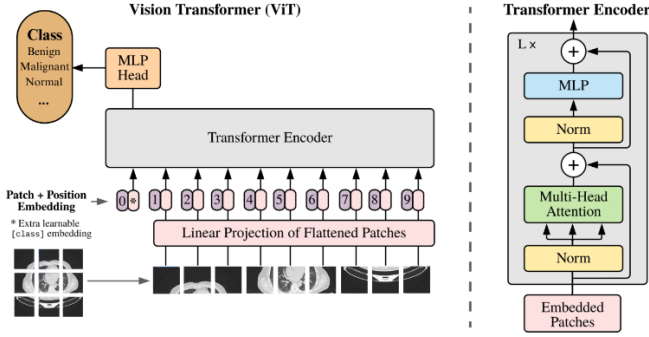 Vision Transformer (ViT)
Class
Benign
Malignant
Normal
...
MLP
Head
Transformer Encoder
Patch + Position
Embedding
0 * 1 2 3 4 5 6 7 8 9
* Extra learnable
[class] embedding
Linear Projection of Flattened Patches
Transformer Encoder
L x
+
MLP
Norm
+
Multi-Head
Attention
Norm
Embedded
Patches